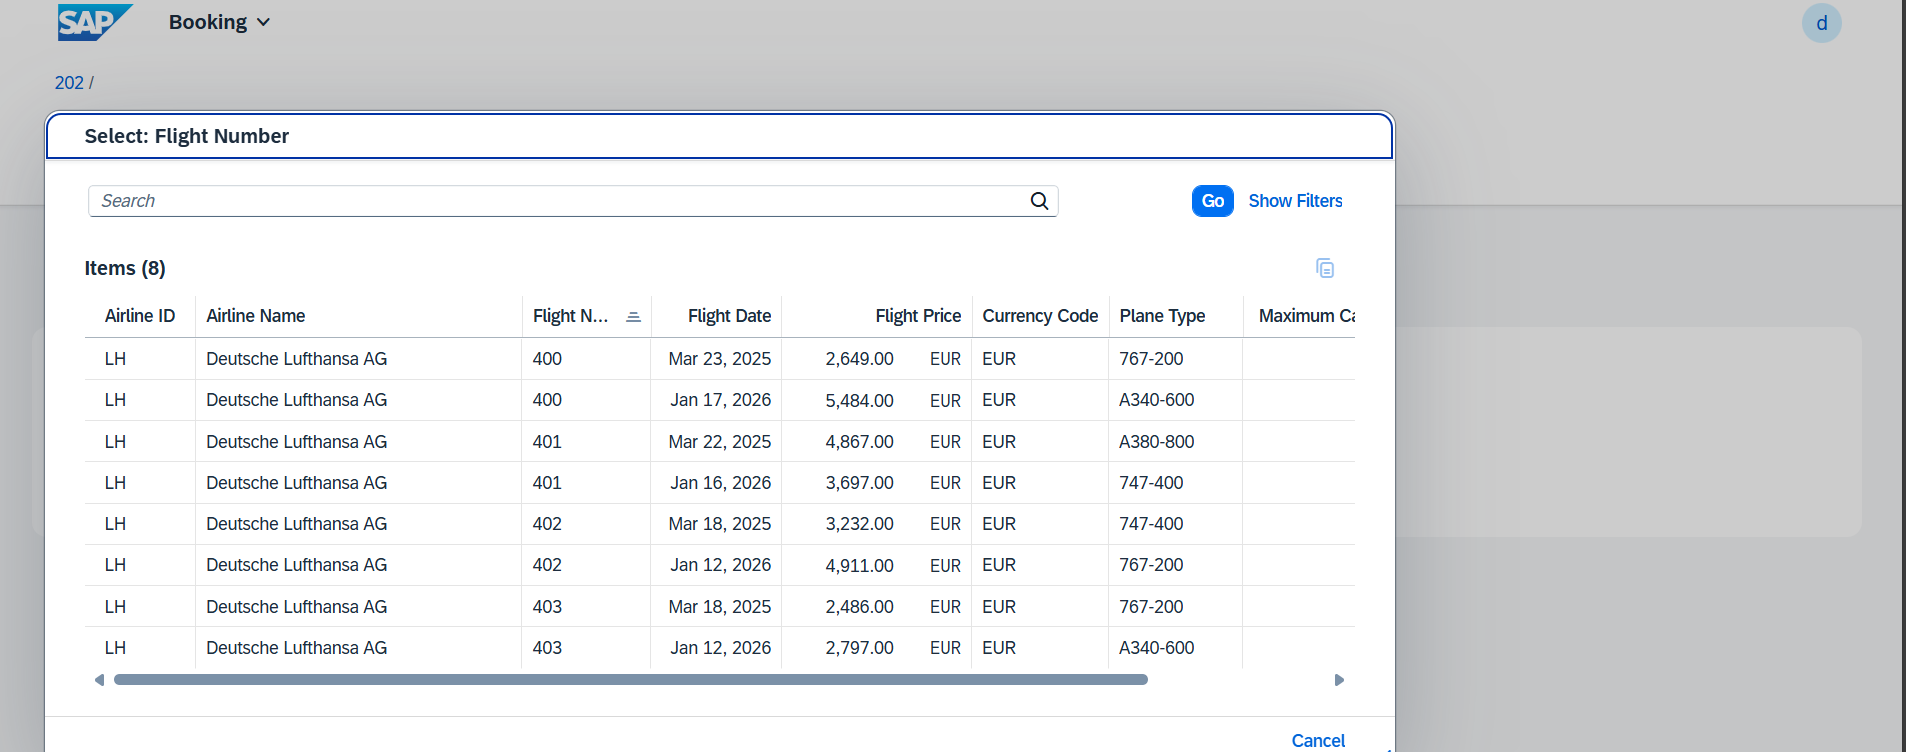 SAP Booking d
202 /
Select: Flight Number
Search Go Show Filters
Items (8)
Airline ID Airline Name Flight N... Flight Date Flight Price Currency Code Plane Type Maximum Ca
LH Deutsche Lufthansa AG 400 Mar 23, 2025 2,649.00 EUR EUR 767-200
LH Deutsche Lufthansa AG 400 Jan 17, 2026 5,484.00 EUR EUR A340-600
LH Deutsche Lufthansa AG 401 Mar 22, 2025 4,867.00 EUR EUR A380-800
LH Deutsche Lufthansa AG 401 Jan 16, 2026 3,697.00 EUR EUR 747-400
LH Deutsche Lufthansa AG 402 Mar 18, 2025 3,232.00 EUR EUR 747-400
LH Deutsche Lufthansa AG 402 Jan 12, 2026 4,911.00 EUR EUR 767-200
LH Deutsche Lufthansa AG 403 Mar 18, 2025 2,486.00 EUR EUR 767-200
LH Deutsche Lufthansa AG 403 Jan 12, 2026 2,797.00 EUR EUR A340-600
Cancel